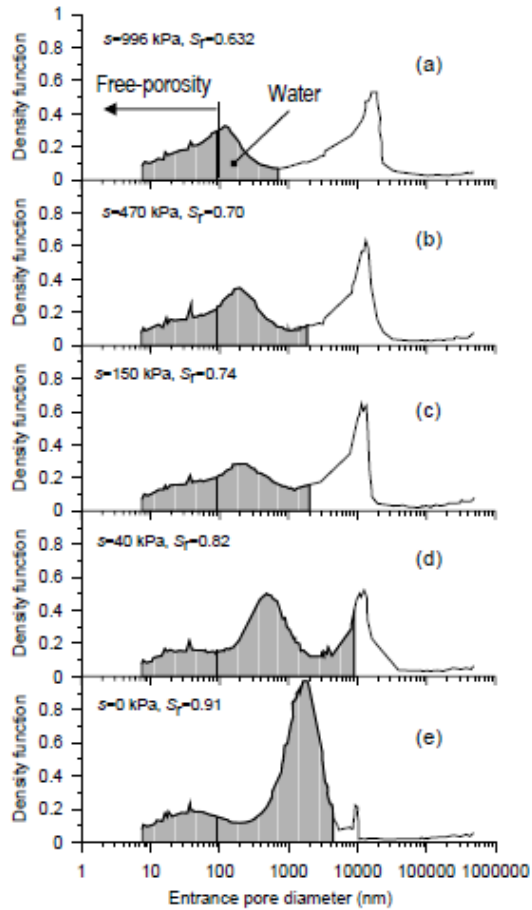 Density function
1
0.8
0.6
0.4
0.2
0
s=996 kPa, Sr=0.632
Free-porosity
Water
(a)
Density function
0.8
0.6
0.4
0.2
0
s=470 kPa, Sr=0.70
(b)
Density function
0.8
0.6
0.4
0.2
0
s=150 kPa, Sr=0.74
(c)
Density function
0.8
0.6
0.4
0.2
0
s=40 kPa, Sr=0.82
(d)
Density function
0.8
0.6
0.4
0.2
0
s=0 kPa, Sr=0.91
(e)
1 10 100 1000 10000 100000 1000000
Entrance pore diameter (nm)